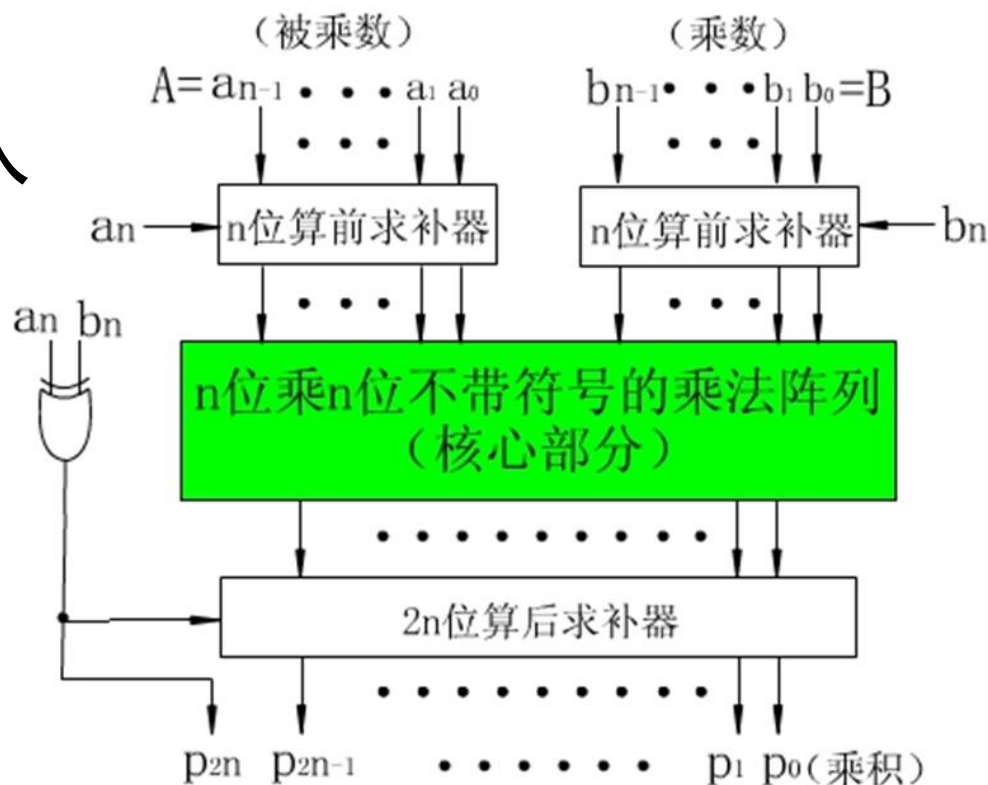 （被乘数） （乘数）
A=an-1 • • • a1 a0 bn-1 • • • b1 b0=B
an n位算前求补器 n位算前求补器 bn
an bn
n位乘n位不带符号的乘法阵列
（核心部分）
2n位算后求补器
p2n p2n-1 • • • • • • p1 p0(乘积)